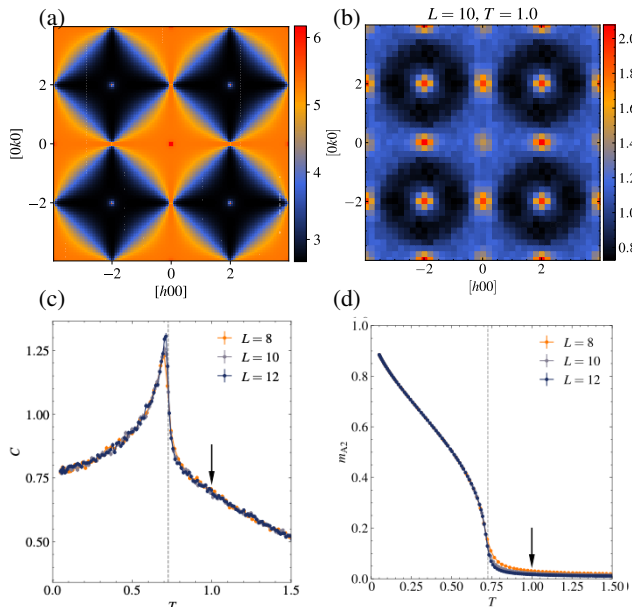 (a)
6
5
4
3
2
0
−2
[0k0]
−2
0
2
[h00]
(b)
L = 10, T = 1.0
2.0
1.8
1.6
1.4
1.2
1.0
0.8
2
0
−2
[0k0]
−2
0
2
[h00]
(c)
L = 8
L = 10
L = 12
1.25
1.00
0.75
0.50
C
0.0
0.5
1.0
1.5
T
(d)
L = 8
L = 10
L = 12
1.0
0.8
0.6
0.4
0.2
0.0
m_A2
0
0.25
0.50
0.75
1.00
1.25
1.50
T